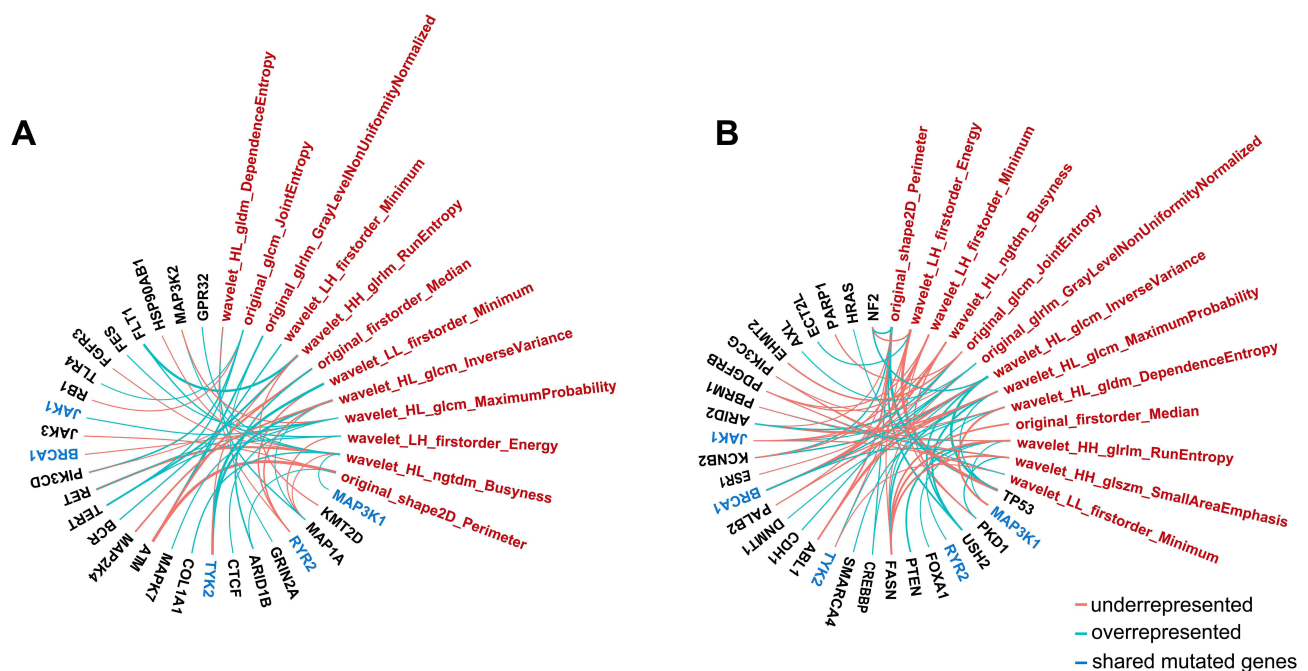 A
wavelet_HL_gldm_DependenceEntropy
original_glcm_JointEntropy
original_glrlm_GrayLevelNonUniformityNormalized
wavelet_LH_firstorder_Minimum
wavelet_HH_glrlm_RunEntropy
original_firstorder_Median
wavelet_LL_firstorder_Minimum
wavelet_HL_glcm_InverseVariance
wavelet_HL_glcm_MaximumProbability
wavelet_LH_firstorder_Energy
wavelet_HL_ngtdm_Busyness
original_shape2D_Perimeter
MAP3K1
KMT2D
MAP1A
RYR2
GRIN2A
ARID1B
CTCF
TYK2
COL1A1
MAPK7
ATM
MAP2K4
BCR
TERT
RET
PIK3CD
BRCA1
JAK3
JAK1
RB1
TLR4
FGFR3
FES
FLT1
HSP90AB1
MAP3K2
GPR32
B
original_shape2D_Perimeter
wavelet_LH_firstorder_Energy
wavelet_LH_firstorder_Minimum
wavelet_HL_ngtdm_Busyness
original_glcm_JointEntropy
original_glrlm_GrayLevelNonUniformityNormalized
wavelet_HL_glcm_InverseVariance
wavelet_HL_glcm_MaximumProbability
wavelet_HL_gldm_DependenceEntropy
original_firstorder_Median
wavelet_HH_glrlm_RunEntropy
wavelet_HH_glszm_SmallAreaEmphasis
wavelet_LL_firstorder_Minimum
TP53
MAP3K1
PKD1
USH2
RYR2
FOXA1
PTEN
FASN
CREBBP
SMARCA4
TYK2
ABL1
CDH1
DNMT1
PALB2
BRCA1
ESR1
KCNB2
JAK1
ARID2
PBRM1
PDGFRB
PIK3CG
EHMT2
AXL
ECT2L
PARP1
HRAS
NF2
underrepresented
overrepresented
shared mutated genes